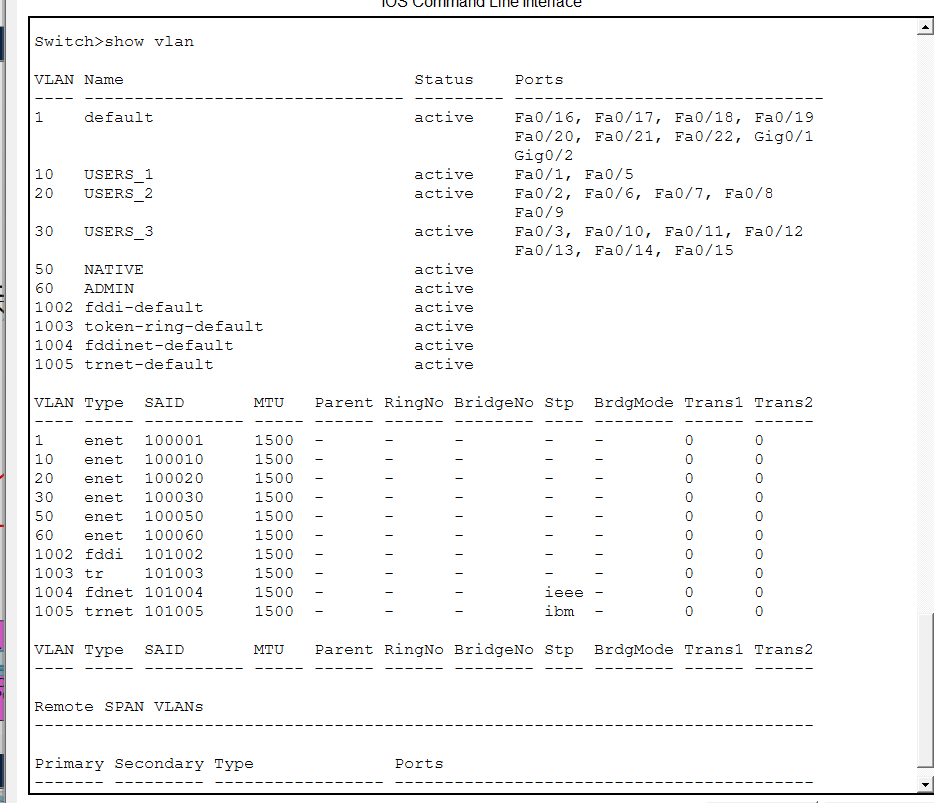 IOS Command Line Interface
Switch>show vlan
VLAN Name                             Status    Ports
---- -------------------------------- --------- -------------------------------
1    default                          active    Fa0/16, Fa0/17, Fa0/18, Fa0/19
                                                Fa0/20, Fa0/21, Fa0/22, Gig0/1
                                                Gig0/2
10   USERS_1                          active    Fa0/1, Fa0/5
20   USERS_2                          active    Fa0/2, Fa0/6, Fa0/7, Fa0/8
                                                Fa0/9
30   USERS_3                          active    Fa0/3, Fa0/10, Fa0/11, Fa0/12
                                                Fa0/13, Fa0/14, Fa0/15
50   NATIVE                           active
60   ADMIN                            active
1002 fddi-default                     active
1003 token-ring-default               active
1004 fddinet-default                  active
1005 trnet-default                    active
VLAN Type  SAID       MTU   Parent RingNo BridgeNo Stp  BrdgMode Trans1 Trans2
---- ----- ---------- ----- ------ ------ -------- ---- -------- ------ ------
1    enet  100001     1500  -      -      -        -    -        0      0
10   enet  100010     1500  -      -      -        -    -        0      0
20   enet  100020     1500  -      -      -        -    -        0      0
30   enet  100030     1500  -      -      -        -    -        0      0
50   enet  100050     1500  -      -      -        -    -        0      0
60   enet  100060     1500  -      -      -        -    -        0      0
1002 fddi  101002     1500  -      -      -        -    -        0      0
1003 tr    101003     1500  -      -      -        -    -        0      0
1004 fdnet 101004     1500  -      -      -        ieee -        0      0
1005 trnet 101005     1500  -      -      -        ibm  -        0      0
VLAN Type  SAID       MTU   Parent RingNo BridgeNo Stp  BrdgMode Trans1 Trans2
---- ----- ---------- ----- ------ ------ -------- ---- -------- ------ ------
Remote SPAN VLANs
------------------------------------------------------------------------------
Primary Secondary Type              Ports
------- --------- ----------------- ------------------------------------------